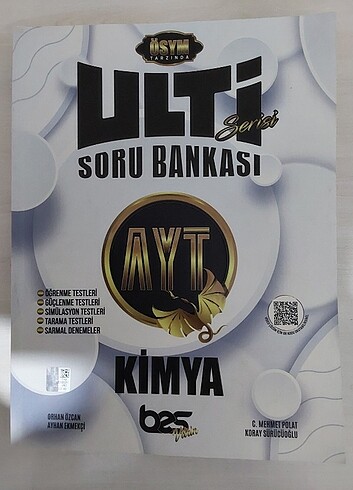 ÖSYM
TARZINDA
ULTİ
Serisi
SORU BANKASI
AYT
ÖĞRENME TESTLERİ
GÜÇLENME TESTLERİ
SİMÜLASYON TESTLERİ
TARAMA TESTLERİ
SARMAL DENEMELER
KİMYA
ORHAN ÖZCAN
AYHAN EKMEKÇİ
bes
Yayın
C. MEHMET POLAT
KORAY SÜRÜCÜOĞLU